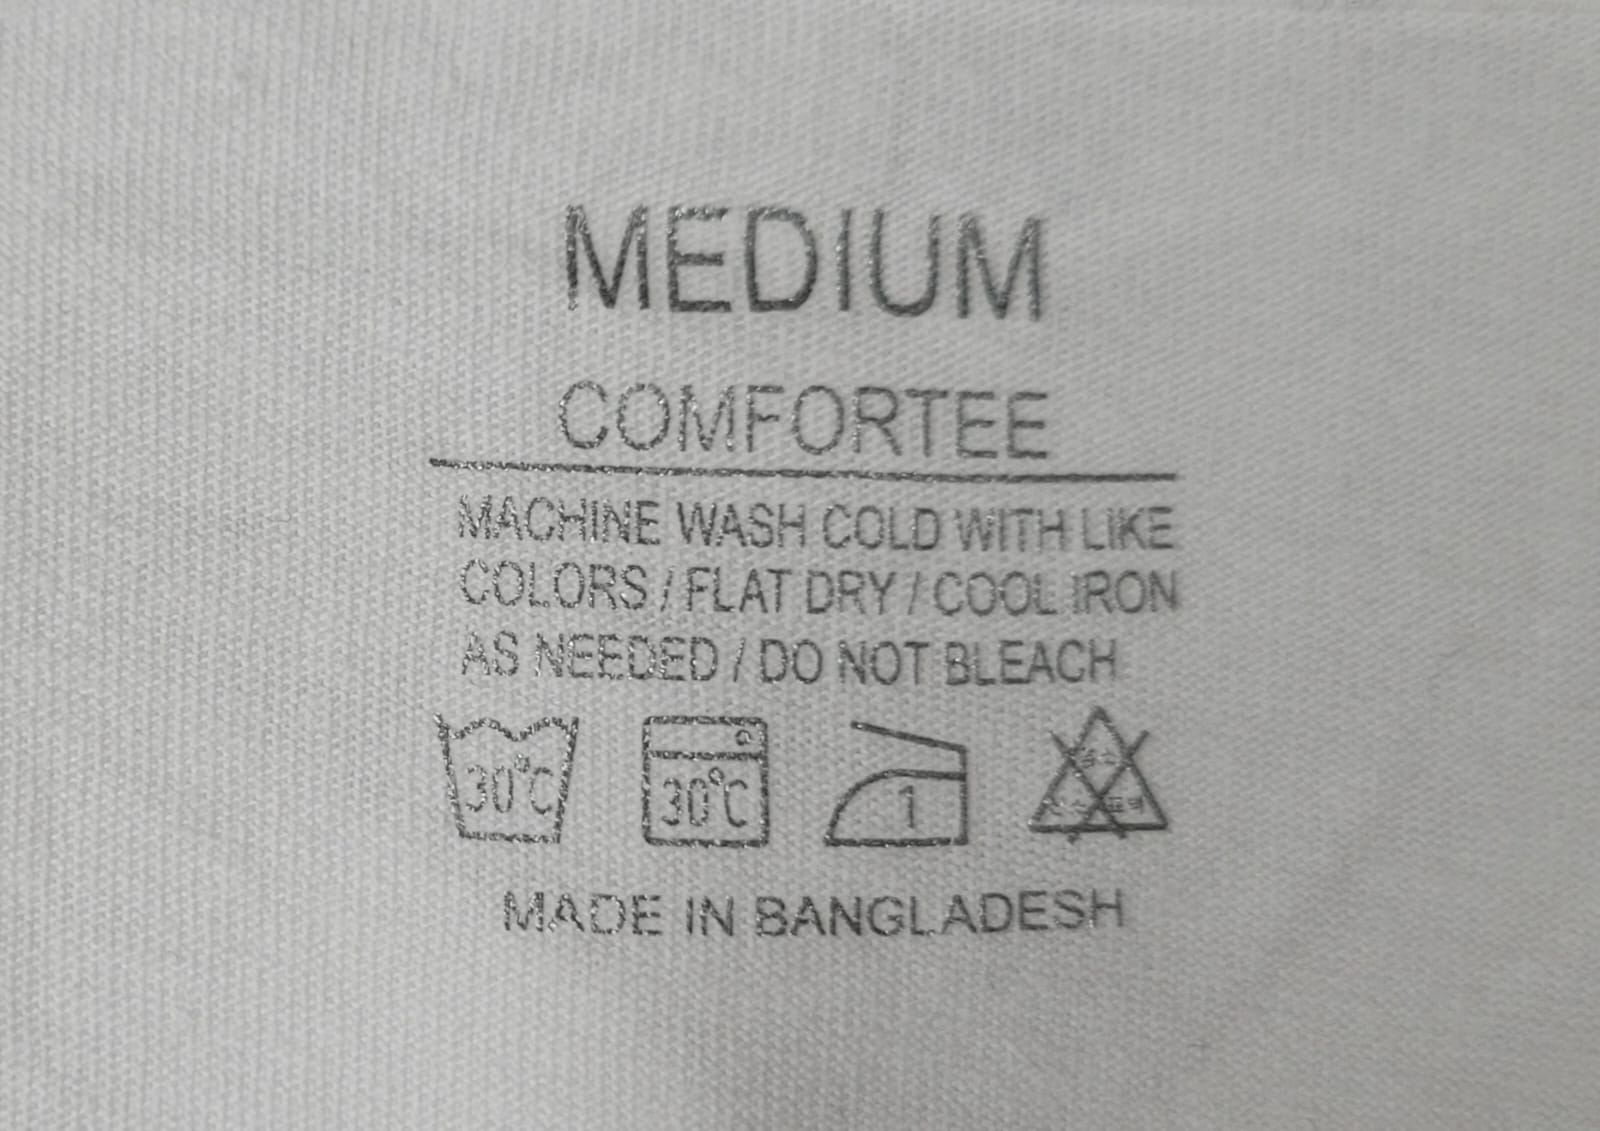 MEDIUM
COMFORTEE
MACHINE WASH COLD WITH LIKE
COLORS / FLAT DRY / COOL IRON
AS NEEDED / DO NOT BLEACH
30°C 30°C 1
MADE IN BANGLADESH